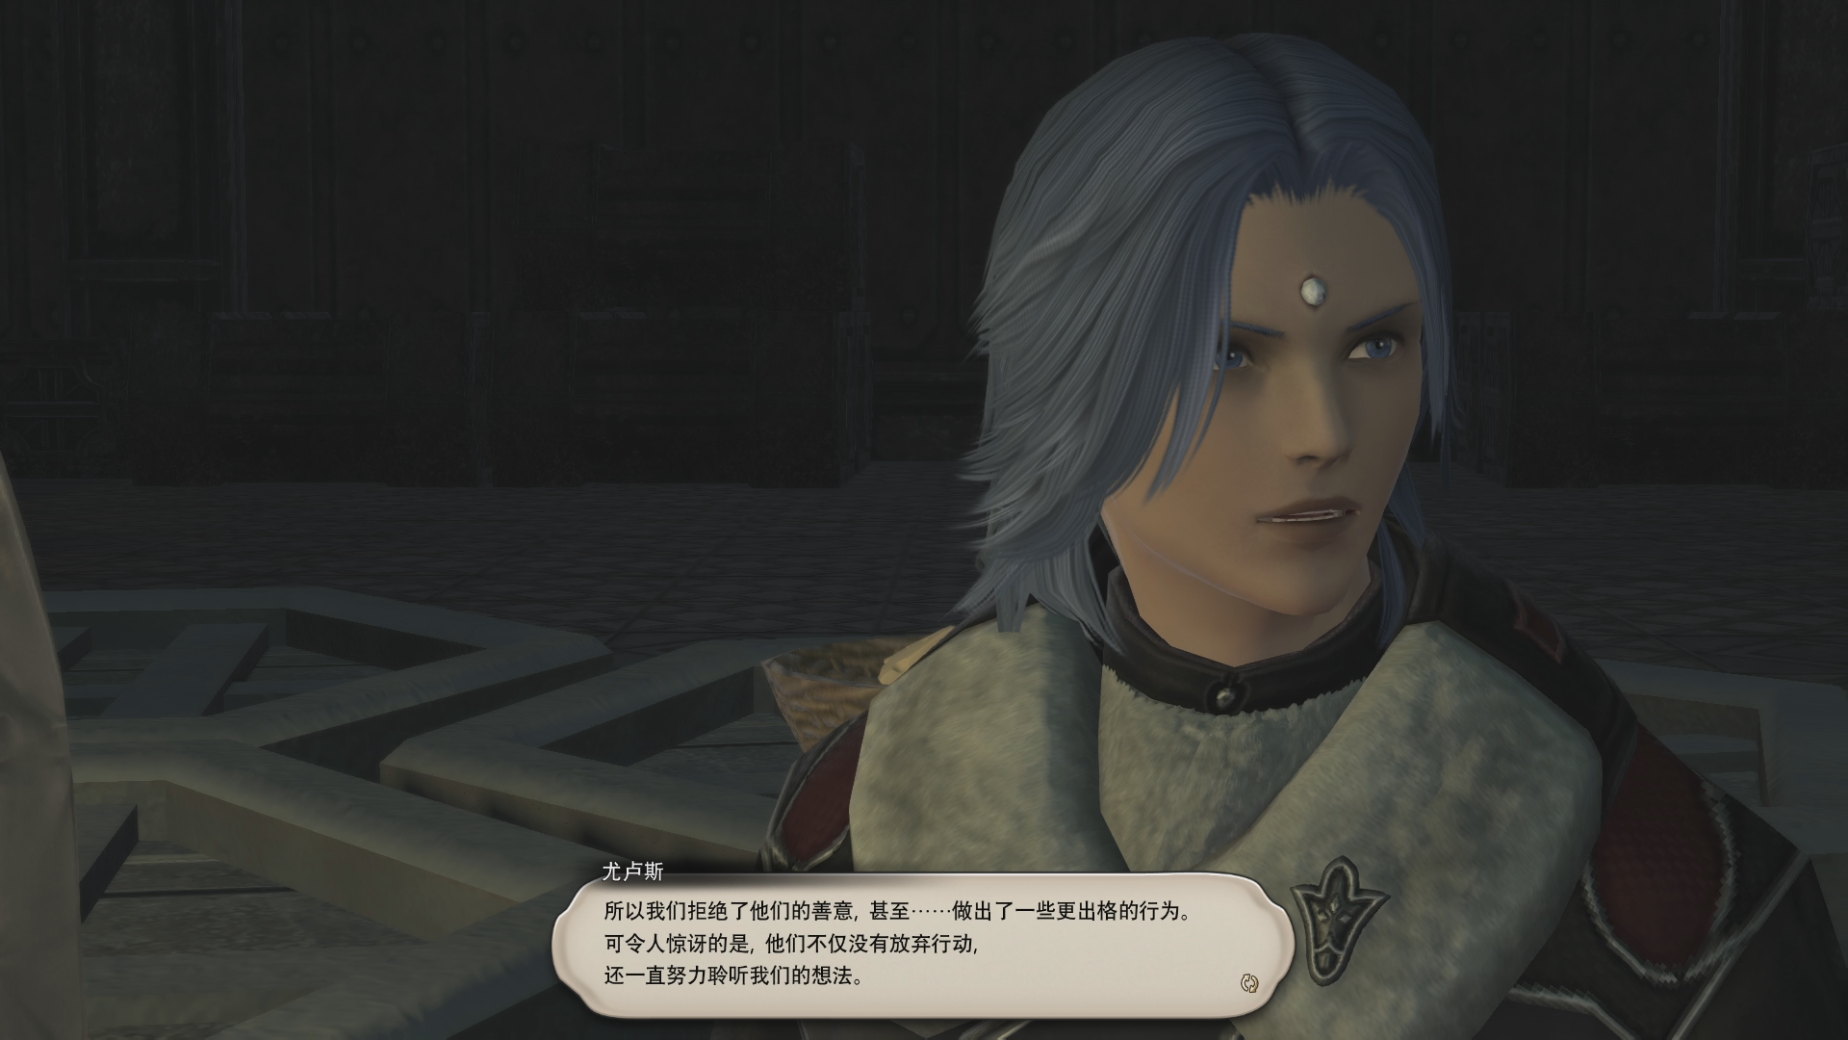 尤卢斯
所以我们拒绝了他们的善意, 甚至……做出了一些更出格的行为。
可令人惊讶的是, 他们不仅没有放弃行动,
还一直努力聆听我们的想法。